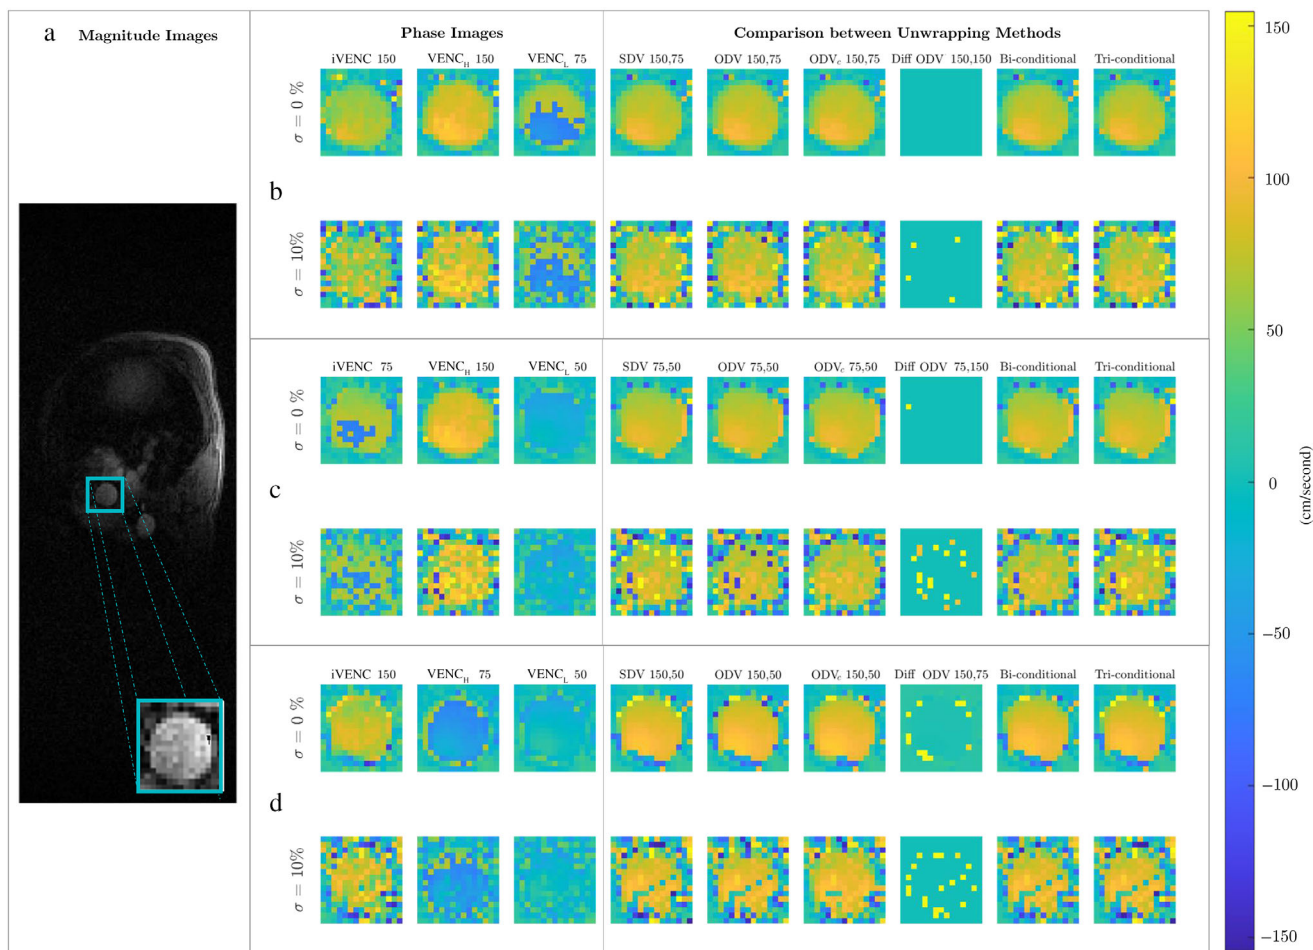 a Magnitude Images
Phase Images
Comparison between Unwrapping Methods
b
iVENC 150 VENC_H 150 VENC_L 75 SDV 150,75 ODV 150,75 ODV_c 150,75 Diff ODV 150,150 Bi-conditional Tri-conditional
σ = 0 %
σ = 10%
c
iVENC 75 VENC_H 150 VENC_L 50 SDV 75,50 ODV 75,50 ODV_c 75,50 Diff ODV 75,150 Bi-conditional Tri-conditional
σ = 0 %
σ = 10%
d
iVENC 150 VENC_H 75 VENC_L 50 SDV 150,50 ODV 150,50 ODV_c 150,50 Diff ODV 150,75 Bi-conditional Tri-conditional
σ = 0 %
σ = 10%
150
100
50
0
−50
−100
−150
(cm/second)